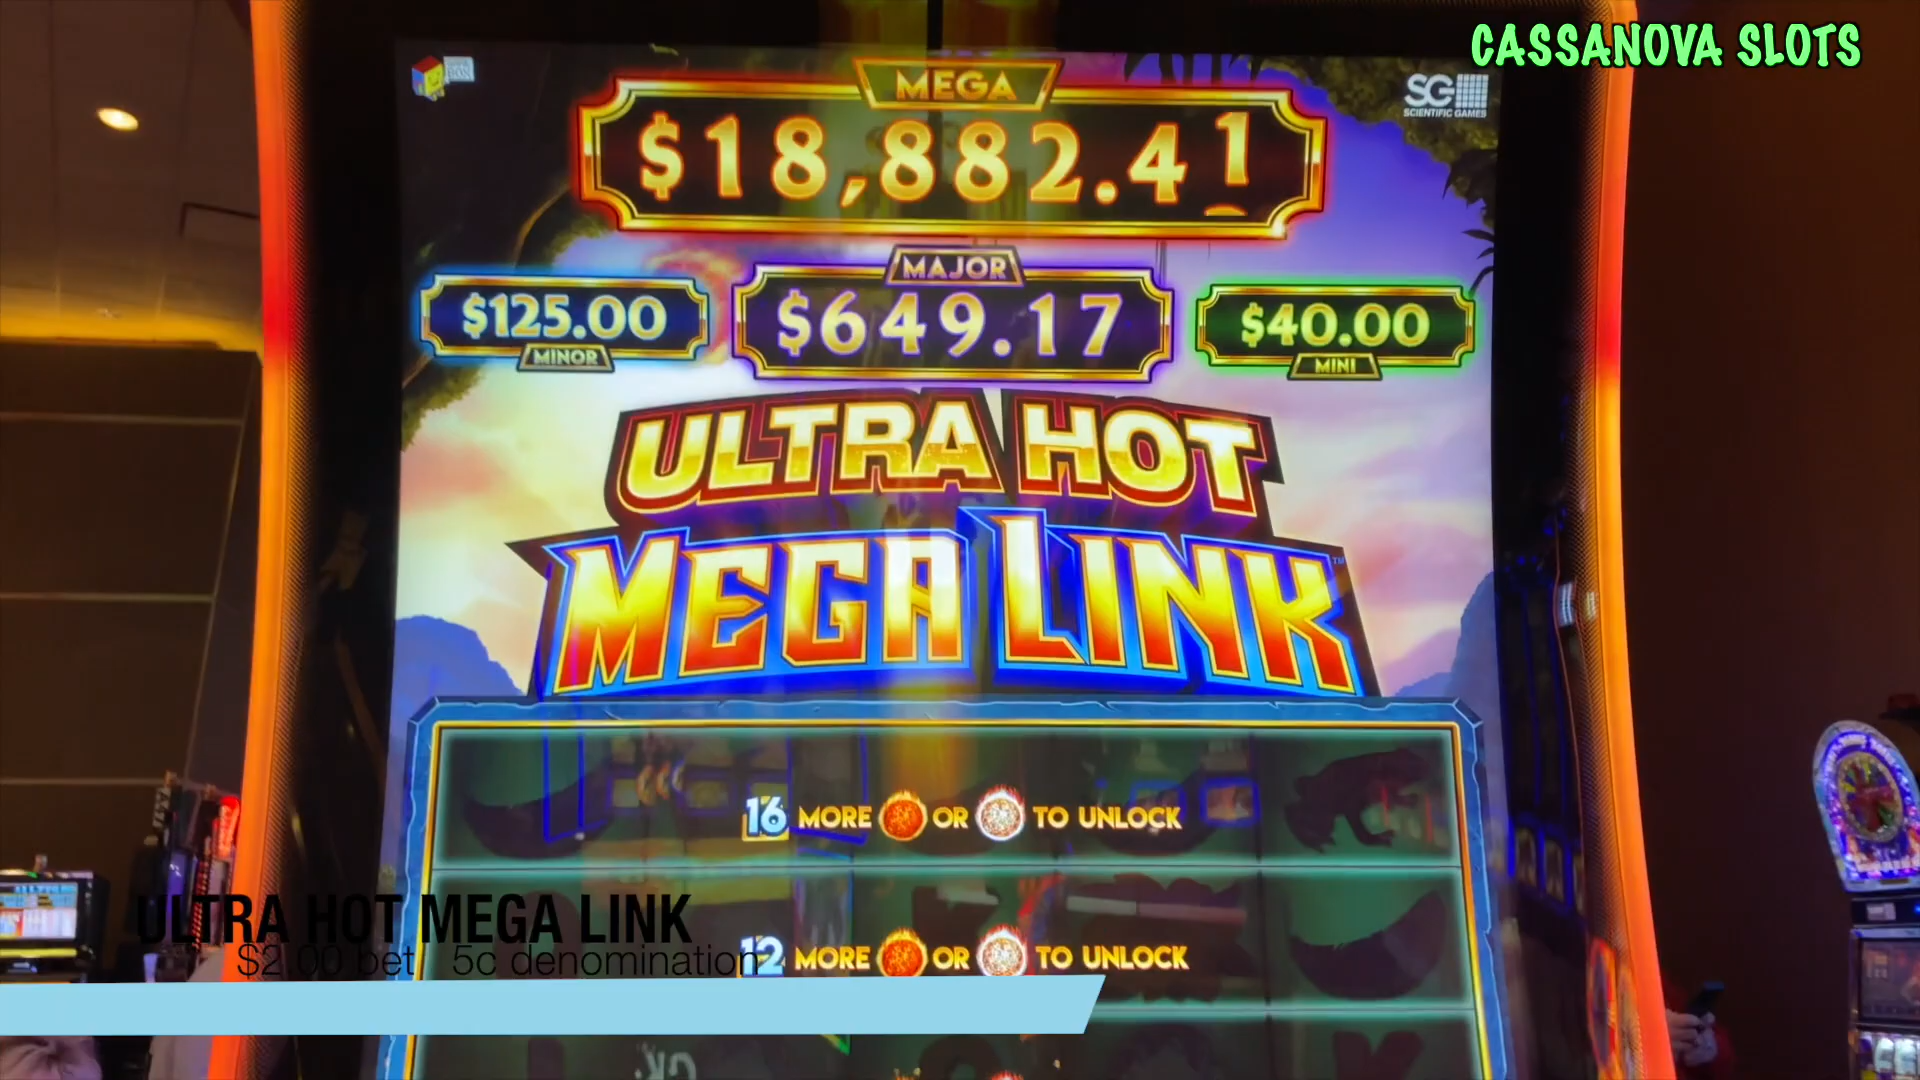 CASSANOVA SLOTS
MEGA
SG
SCIENTIFIC GAMES
$18,882.41
MAJOR
$125.00
$649.17
$40.00
MINOR
MINI
ULTRA HOT
MEGA LINK™
16 MORE OR TO UNLOCK
ULTRA HOT MEGA LINK
$2.00 bet 5c denomination
12 MORE OR TO UNLOCK